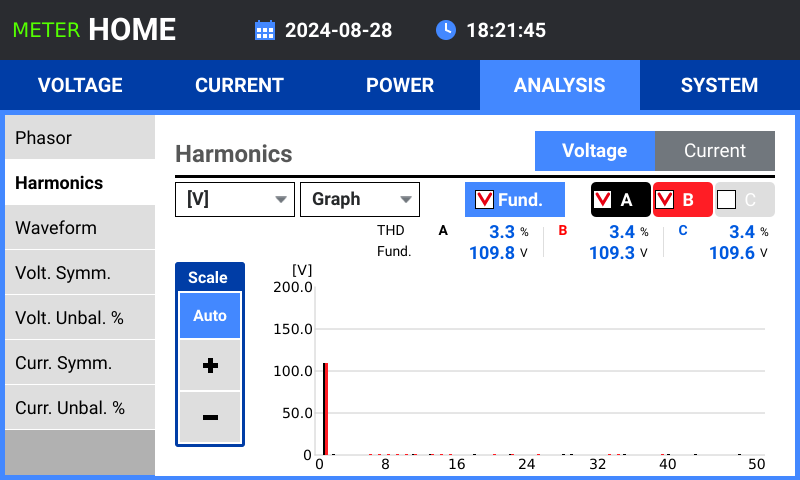 METER HOME 2024-08-28 18:21:45
VOLTAGE CURRENT POWER ANALYSIS SYSTEM
Phasor
Harmonics
Waveform
Volt. Symm.
Volt. Unbal. %
Curr. Symm.
Curr. Unbal. %
Harmonics Voltage Current
[V] Graph Fund. A B C
THD A 3.3 % B 3.4 % C 3.4 %
Fund. 109.8 V 109.3 V 109.6 V
Scale
Auto
+
−
[V]
200.0
150.0
100.0
50.0
0
0 8 16 24 32 40 50